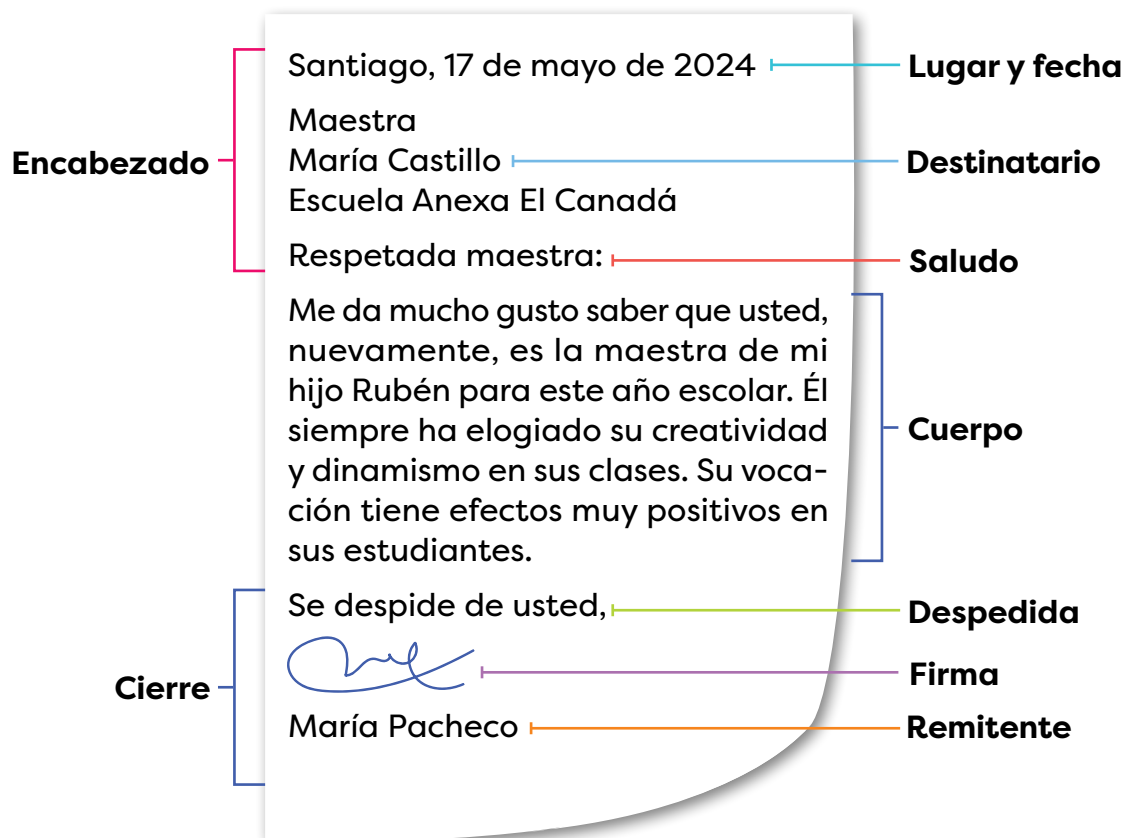 Santiago, 17 de mayo de 2024
Lugar y fecha
Maestra
Encabezado
María Castillo
Destinatario
Escuela Anexa El Canadá
Respetada maestra:
Saludo
Me da mucho gusto saber que usted,
nuevamente, es la maestra de mi
hijo Rubén para este año escolar. Él
siempre ha elogiado su creatividad
y dinamismo en sus clases. Su voca-
ción tiene efectos muy positivos en
sus estudiantes.
Cuerpo
Se despide de usted,
Despedida
Cierre
Firma
María Pacheco
Remitente